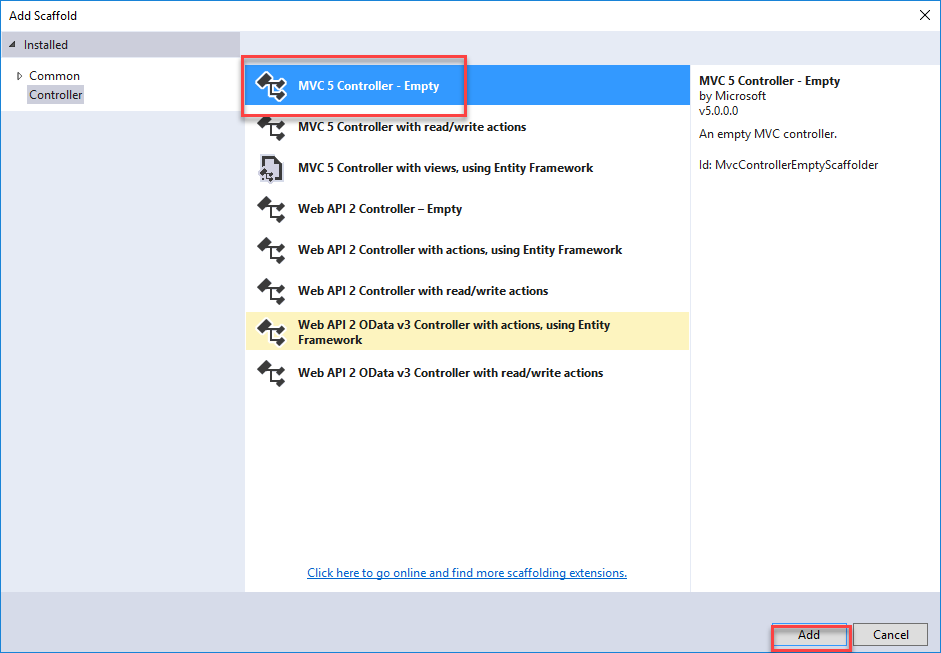 Add Scaffold
Installed
Common
Controller
MVC 5 Controller - Empty
MVC 5 Controller with read/write actions
MVC 5 Controller with views, using Entity Framework
Web API 2 Controller – Empty
Web API 2 Controller with actions, using Entity Framework
Web API 2 Controller with read/write actions
Web API 2 OData v3 Controller with actions, using Entity
Framework
Web API 2 OData v3 Controller with read/write actions
Click here to go online and find more scaffolding extensions.
MVC 5 Controller - Empty
by Microsoft
v5.0.0.0
An empty MVC controller.
Id: MvcControllerEmptyScaffolder
Add
Cancel